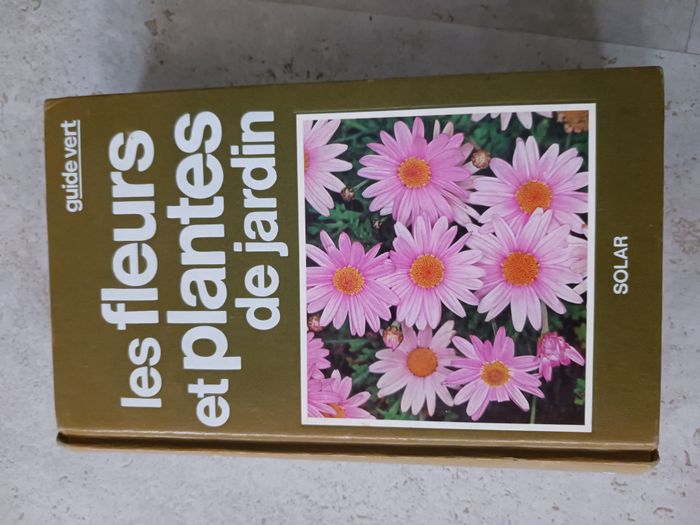 guide vert
les fleurs
et plantes
de jardin
SOLAR